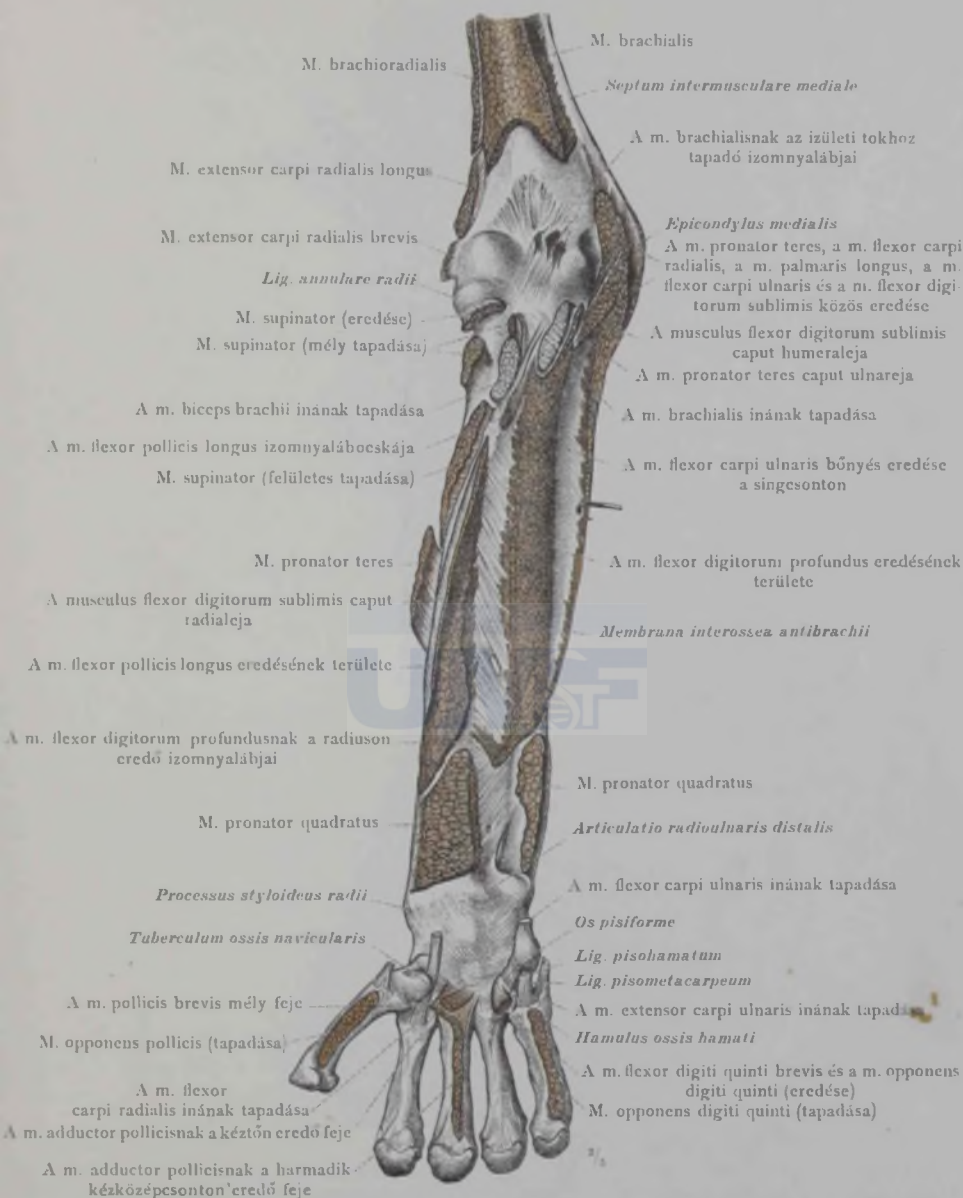 M. brachioradialis
M. extensor carpi radialis longus
M. extensor carpi radialis brevis
Lig. annulare radii
M. supinator (eredése)
M. supinator (mély tapadása)
A m. biceps brachii inának tapadása
A m. flexor pollicis longus izomnyalábocskája
M. supinator (felületes tapadása)
M. pronator teres
A musculus flexor digitorum sublimis caput
radialeja
A m. flexor pollicis longus eredésének területe
A m. flexor digitorum profundusnak a radiuson
eredő izomnyalábjai
M. pronator quadratus
Processus styloideus radii
Tuberculum ossis navicularis
A m. pollicis brevis mély feje
M. opponens pollicis (tapadása)
A m. flexor
carpi radialis inának tapadása
A m. adductor pollicisnak a kéztőn eredő feje
A m. adductor pollicisnak a harmadik
kézközépcsonton eredő feje
M. brachialis
Septum intermusculare mediale
A m. brachialisnak az izületi tokhoz
tapadó izomnyalábjai
Epicondylus medialis
A m. pronator teres, a m. flexor carpi
radialis, a m. palmaris longus, a m.
flexor carpi ulnaris és a m. flexor digi-
torum sublimis közös eredése
A musculus flexor digitorum sublimis
caput humeraleja
A m. pronator teres caput ulnareja
A m. brachialis inának tapadása
A m. flexor carpi ulnaris bőnyés eredése
a singcsonton
A m. flexor digitorum profundus eredésének
területe
Membrana interossea antibrachii
M. pronator quadratus
Articulatio radioulnaris distalis
A m. flexor carpi ulnaris inának tapadása
Os pisiforme
Lig. pisohamatum
Lig. pisometacarpeum
A m. extensor carpi ulnaris inának tapadása
Hamulus ossis hamati
A m. flexor digiti quinti brevis és a m. opponens
digiti quinti (eredése)
M. opponens digiti quinti (tapadása)